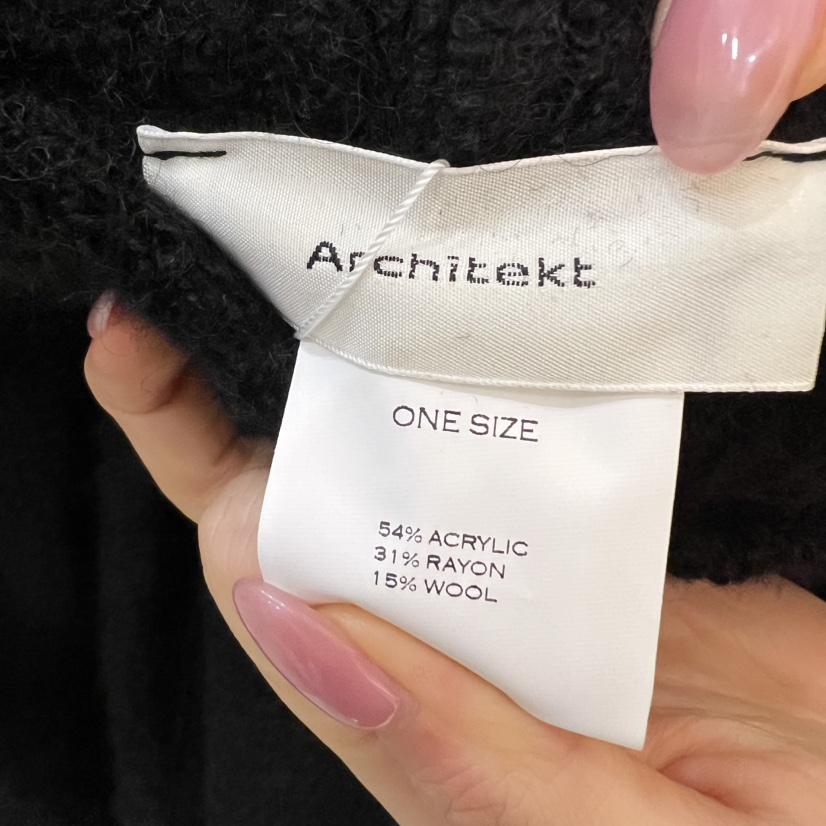 Architekt
ONE SIZE
54% ACRYLIC
31% RAYON
15% WOOL